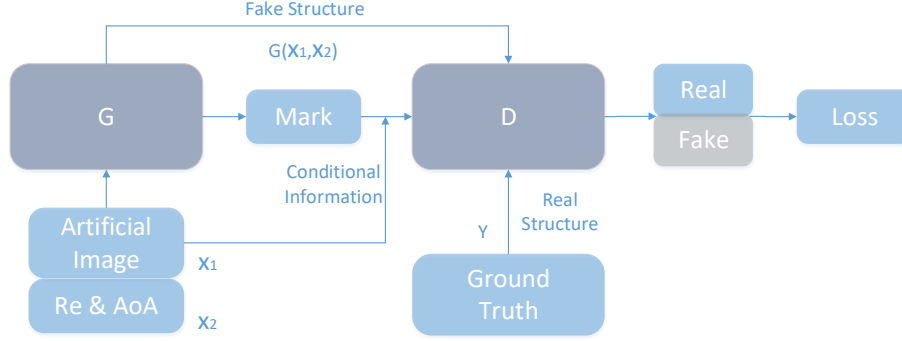 Fake Structure
G(X1,X2)
G
Mark
D
Real
Fake
Loss
Conditional
Information
Real
Structure
Y
Artificial
Image
X1
Re & AoA
X2
Ground
Truth